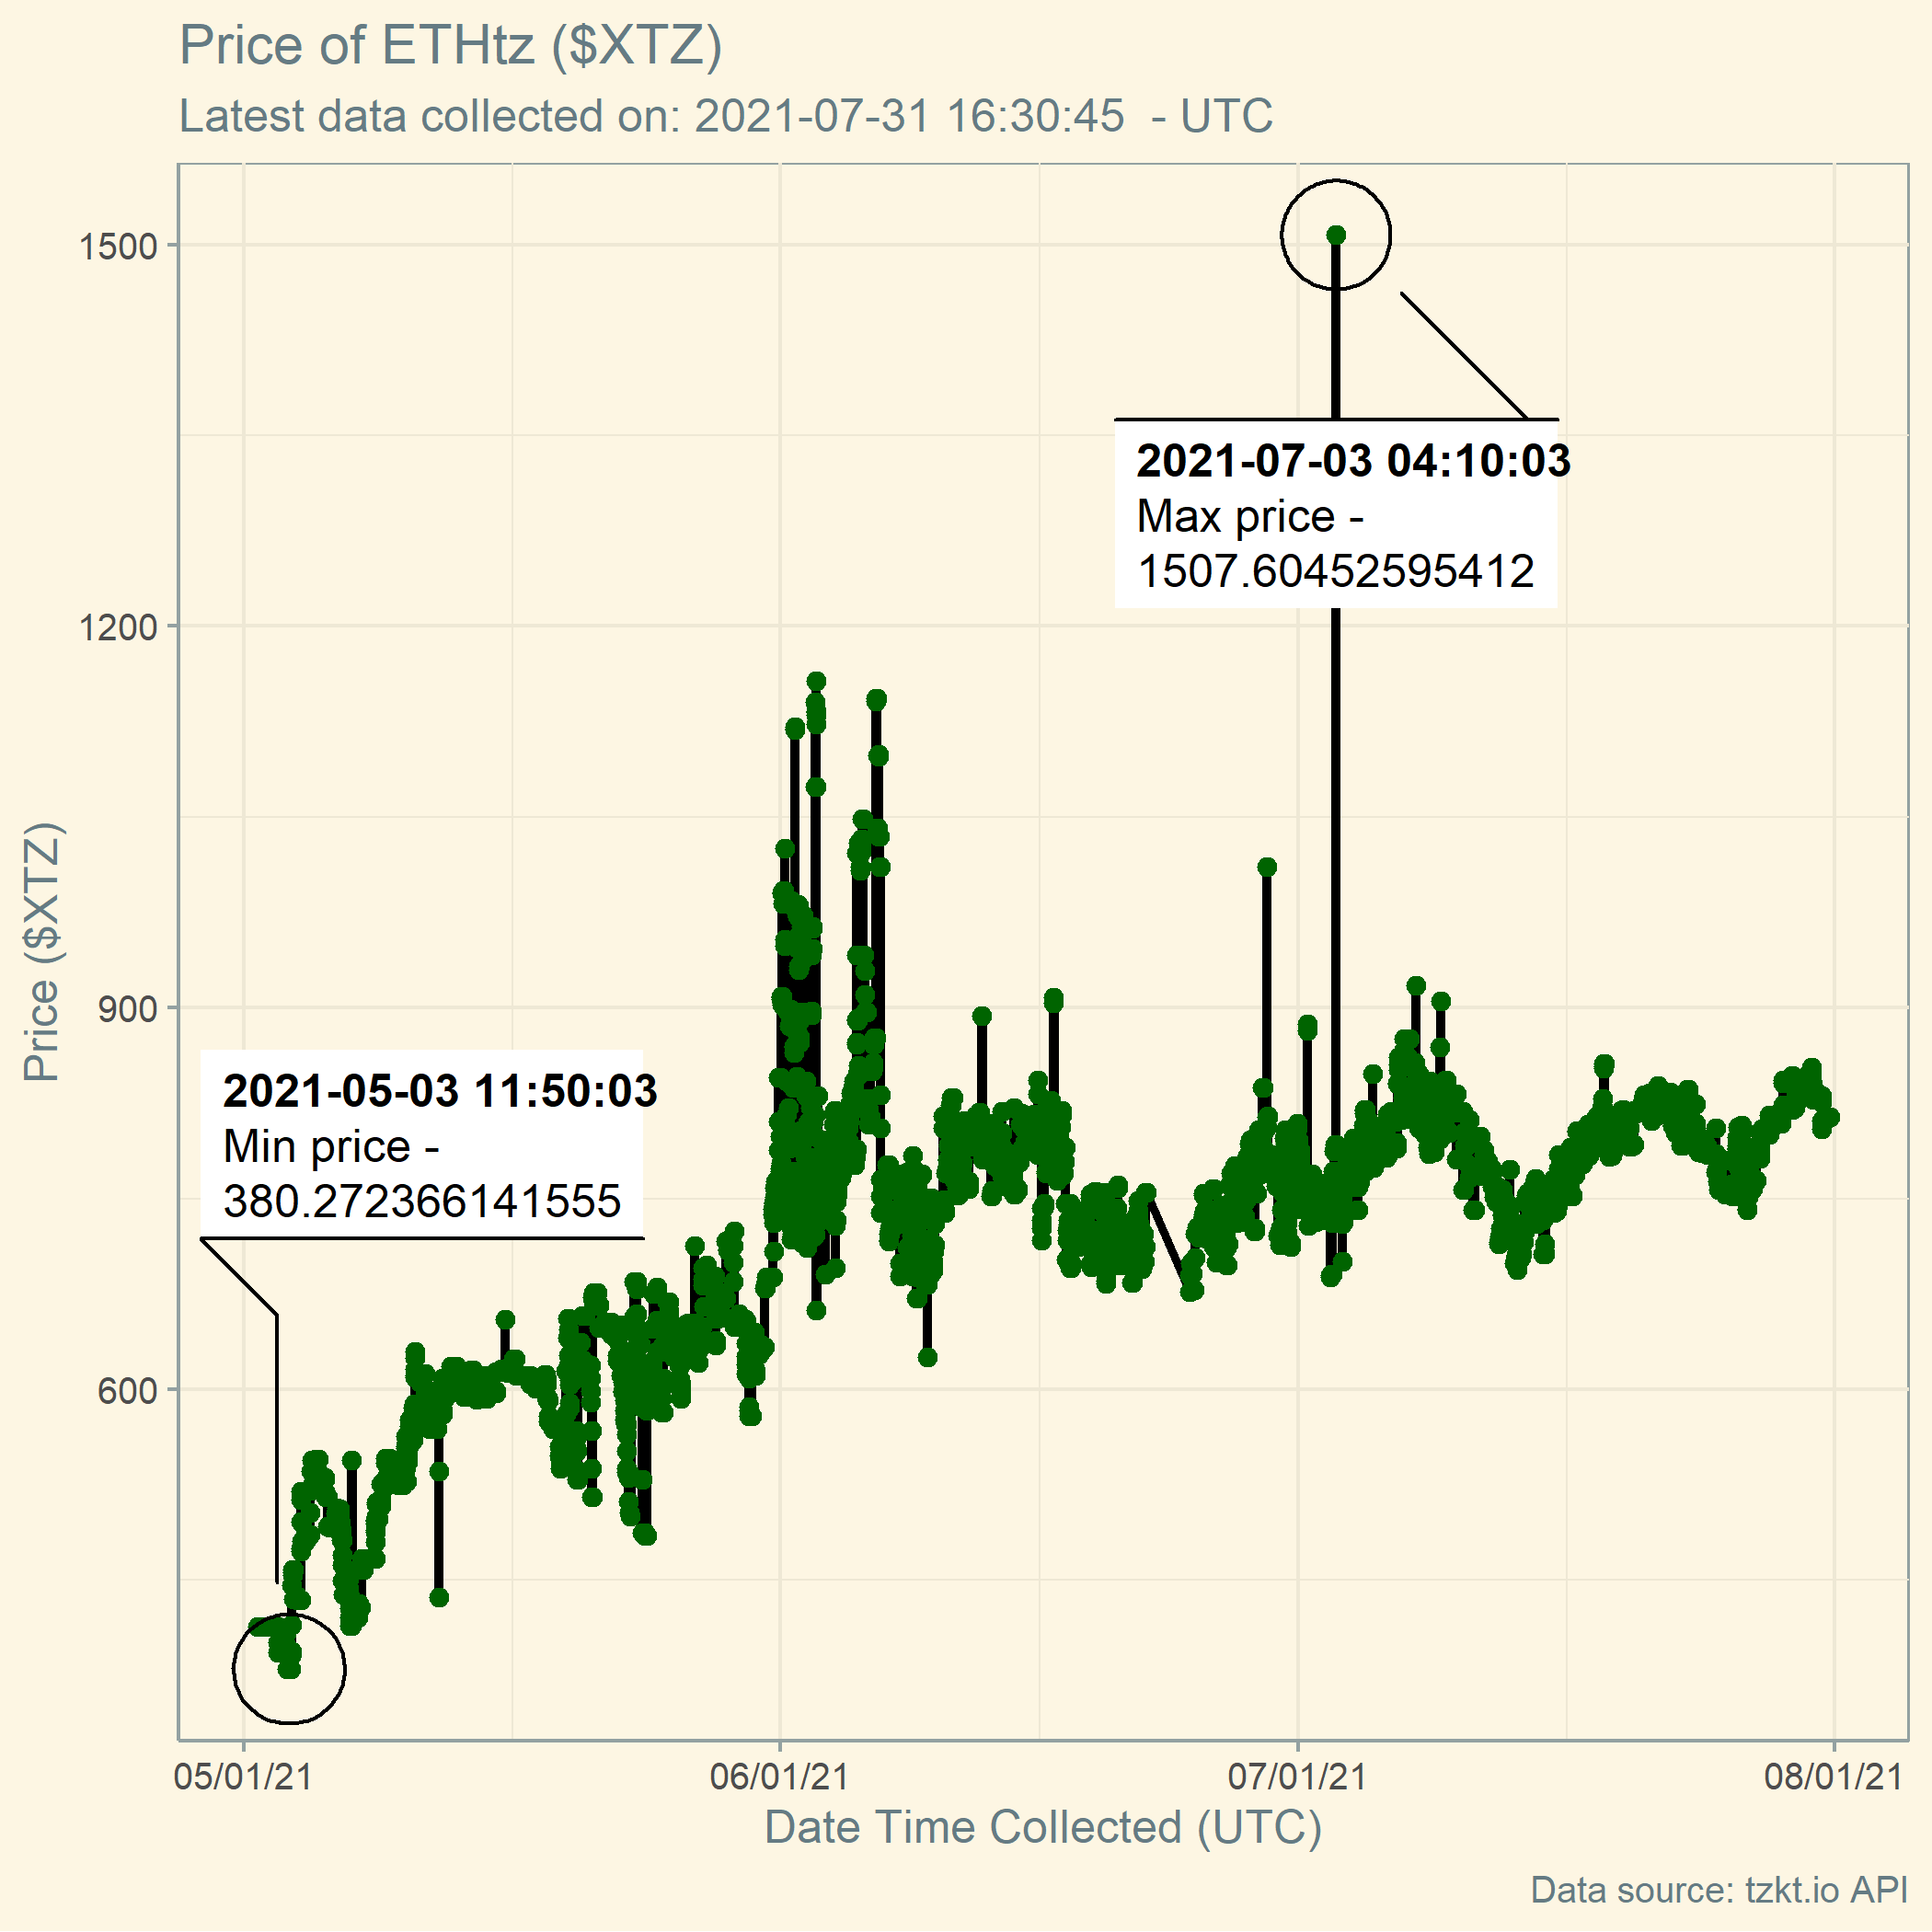 Price of ETHtz ($XTZ)
Latest data collected on: 2021-07-31 16:30:45  - UTC
1500
1200
900
600
Price ($XTZ)
2021-07-03 04:10:03
Max price -
1507.60452595412
2021-05-03 11:50:03
Min price -
380.272366141555
05/01/21
06/01/21
07/01/21
08/01/21
Date Time Collected (UTC)
Data source: tzkt.io API